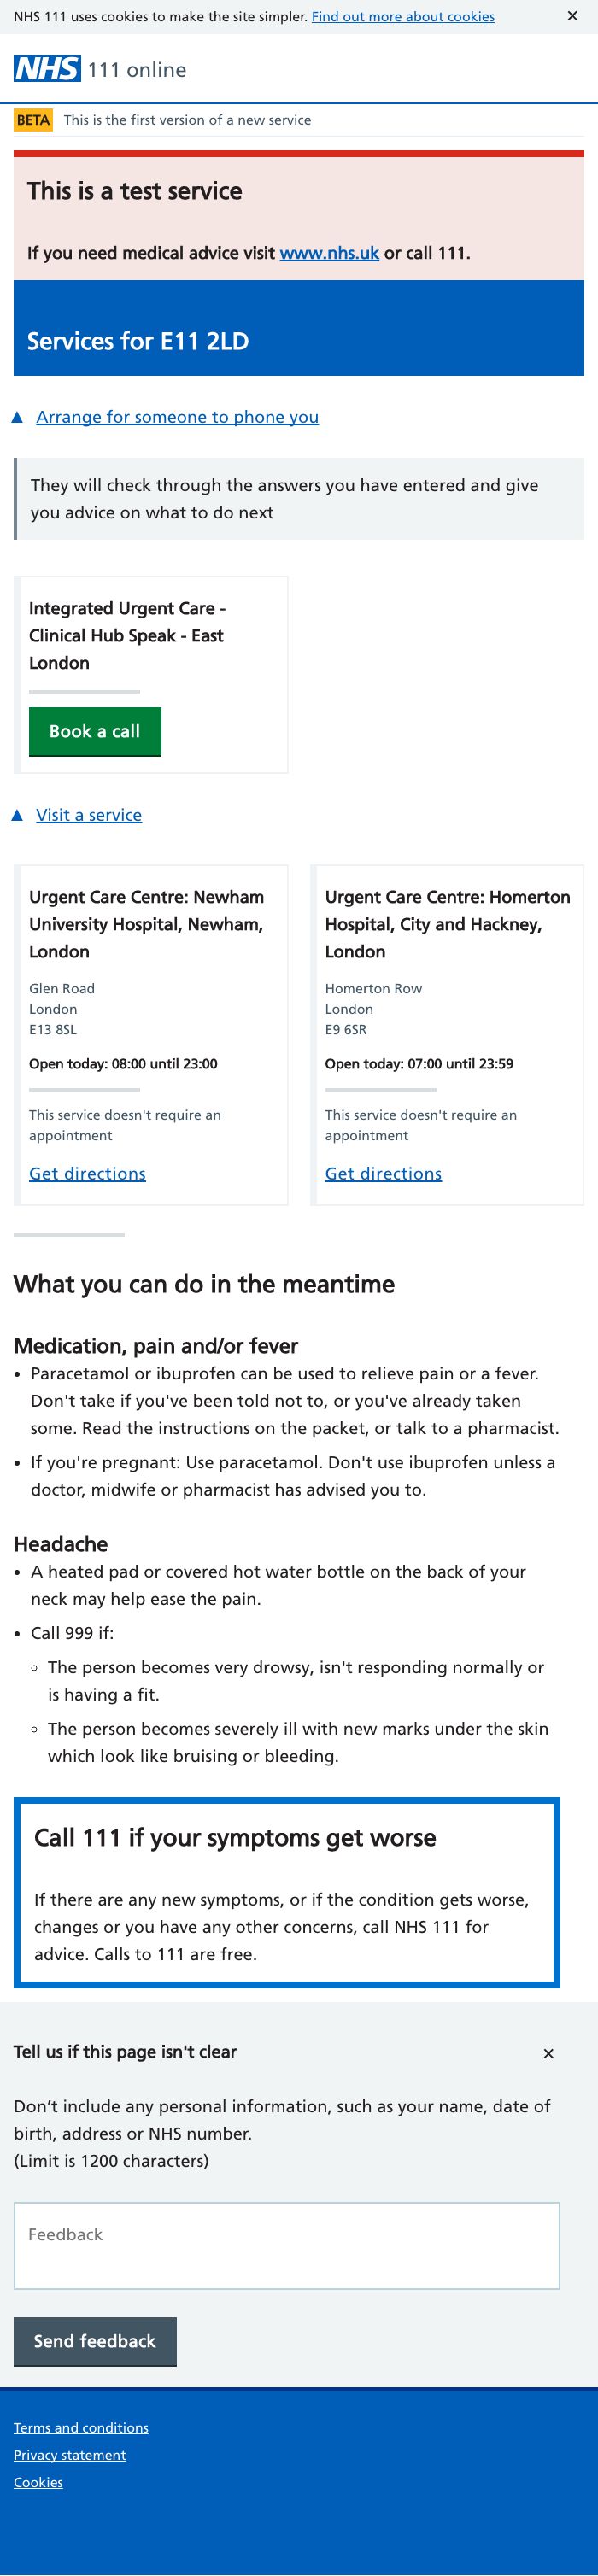 NHS 111 uses cookies to make the site simpler. Find out more about cookies ✕
NHS 111 online
BETA This is the first version of a new service
This is a test service
If you need medical advice visit www.nhs.uk or call 111.
Services for E11 2LD
▲ Arrange for someone to phone you
They will check through the answers you have entered and give
you advice on what to do next
Integrated Urgent Care -
Clinical Hub Speak - East
London
Book a call
▲ Visit a service
Urgent Care Centre: Newham
University Hospital, Newham,
London
Glen Road
London
E13 8SL
Open today: 08:00 until 23:00
This service doesn't require an
appointment
Get directions
Urgent Care Centre: Homerton
Hospital, City and Hackney,
London
Homerton Row
London
E9 6SR
Open today: 07:00 until 23:59
This service doesn't require an
appointment
Get directions
What you can do in the meantime
Medication, pain and/or fever
• Paracetamol or ibuprofen can be used to relieve pain or a fever.
Don't take if you've been told not to, or you've already taken
some. Read the instructions on the packet, or talk to a pharmacist.
• If you're pregnant: Use paracetamol. Don't use ibuprofen unless a
doctor, midwife or pharmacist has advised you to.
Headache
• A heated pad or covered hot water bottle on the back of your
neck may help ease the pain.
• Call 999 if:
◦ The person becomes very drowsy, isn't responding normally or
is having a fit.
◦ The person becomes severely ill with new marks under the skin
which look like bruising or bleeding.
Call 111 if your symptoms get worse
If there are any new symptoms, or if the condition gets worse,
changes or you have any other concerns, call NHS 111 for
advice. Calls to 111 are free.
Tell us if this page isn't clear ✕
Don’t include any personal information, such as your name, date of
birth, address or NHS number.
(Limit is 1200 characters)
Feedback
Send feedback
Terms and conditions
Privacy statement
Cookies